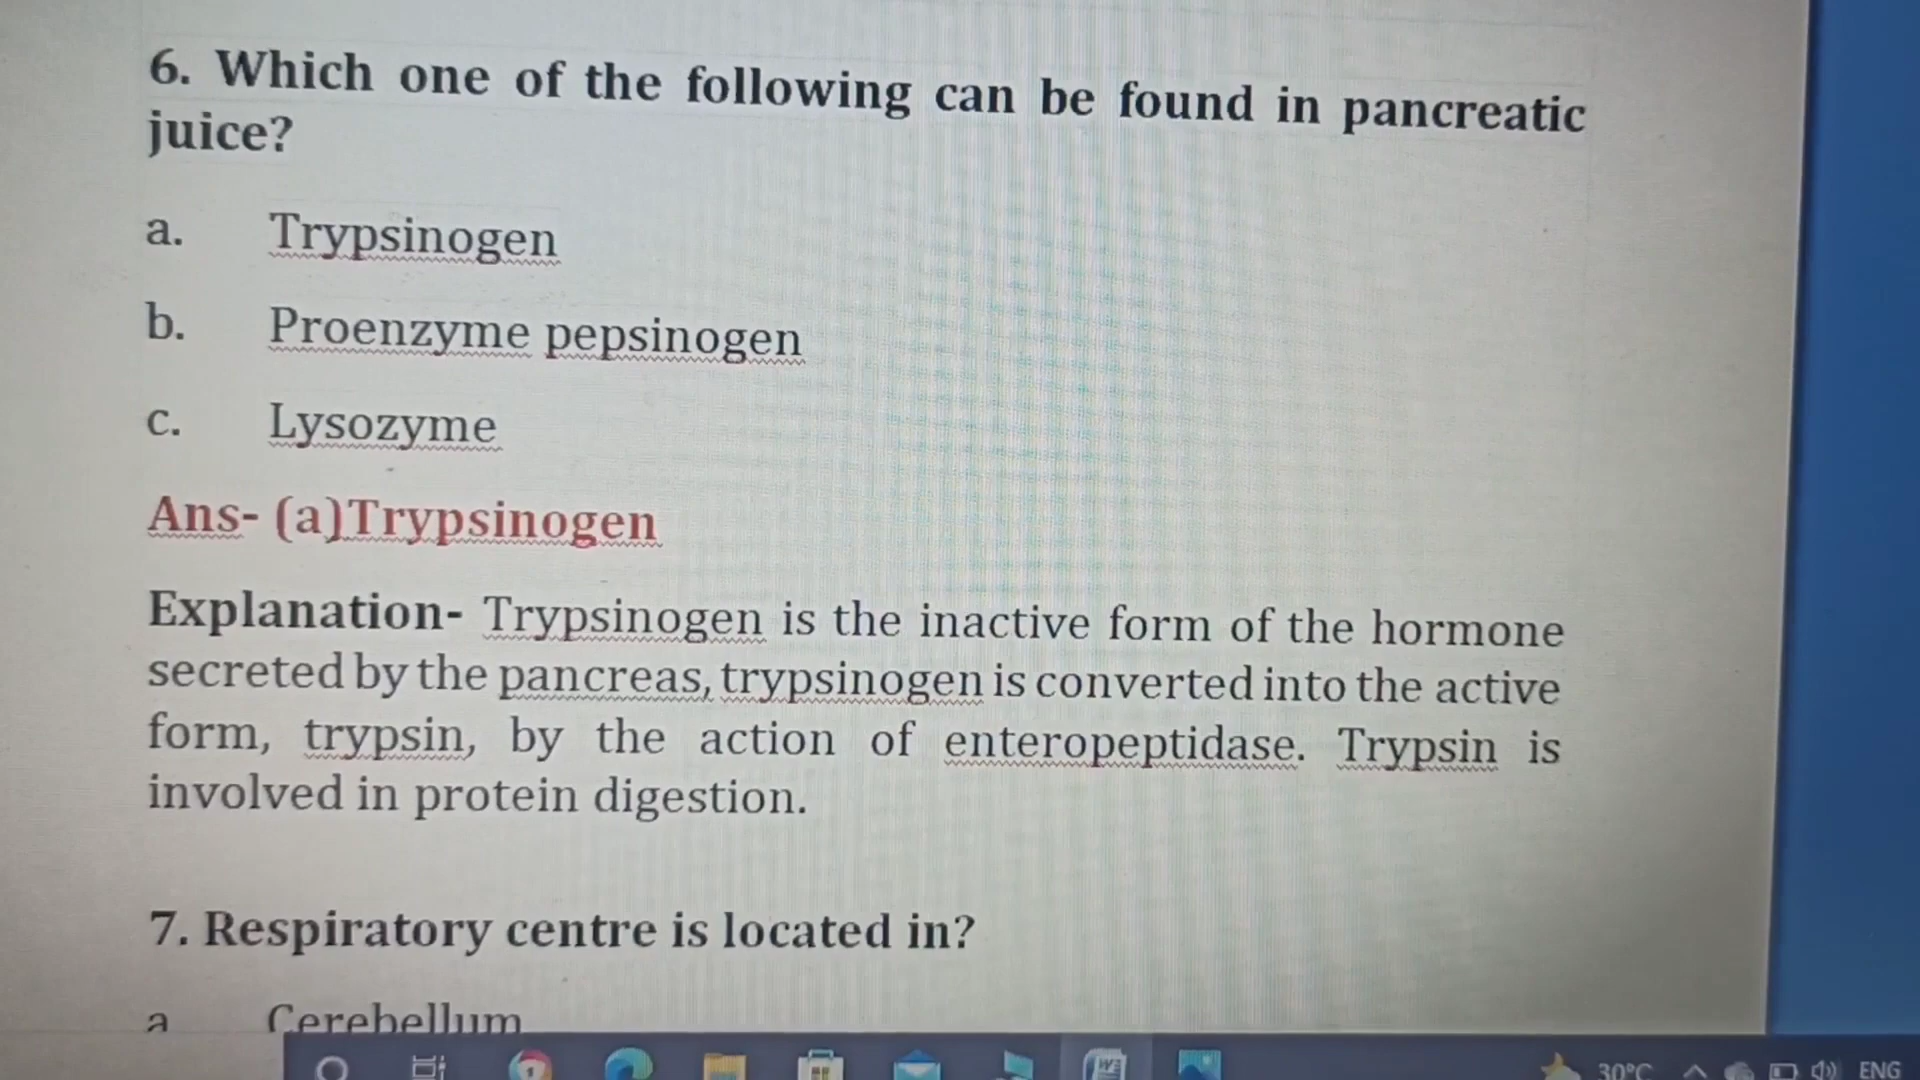 6. Which one of the following can be found in pancreatic
juice?
a. Trypsinogen
b. Proenzyme pepsinogen
c. Lysozyme
Ans- (a)Trypsinogen
Explanation- Trypsinogen is the inactive form of the hormone
secreted by the pancreas, trypsinogen is converted into the active
form, trypsin, by the action of enteropeptidase. Trypsin is
involved in protein digestion.
7. Respiratory centre is located in?
a Cerebellum
30°C ENG